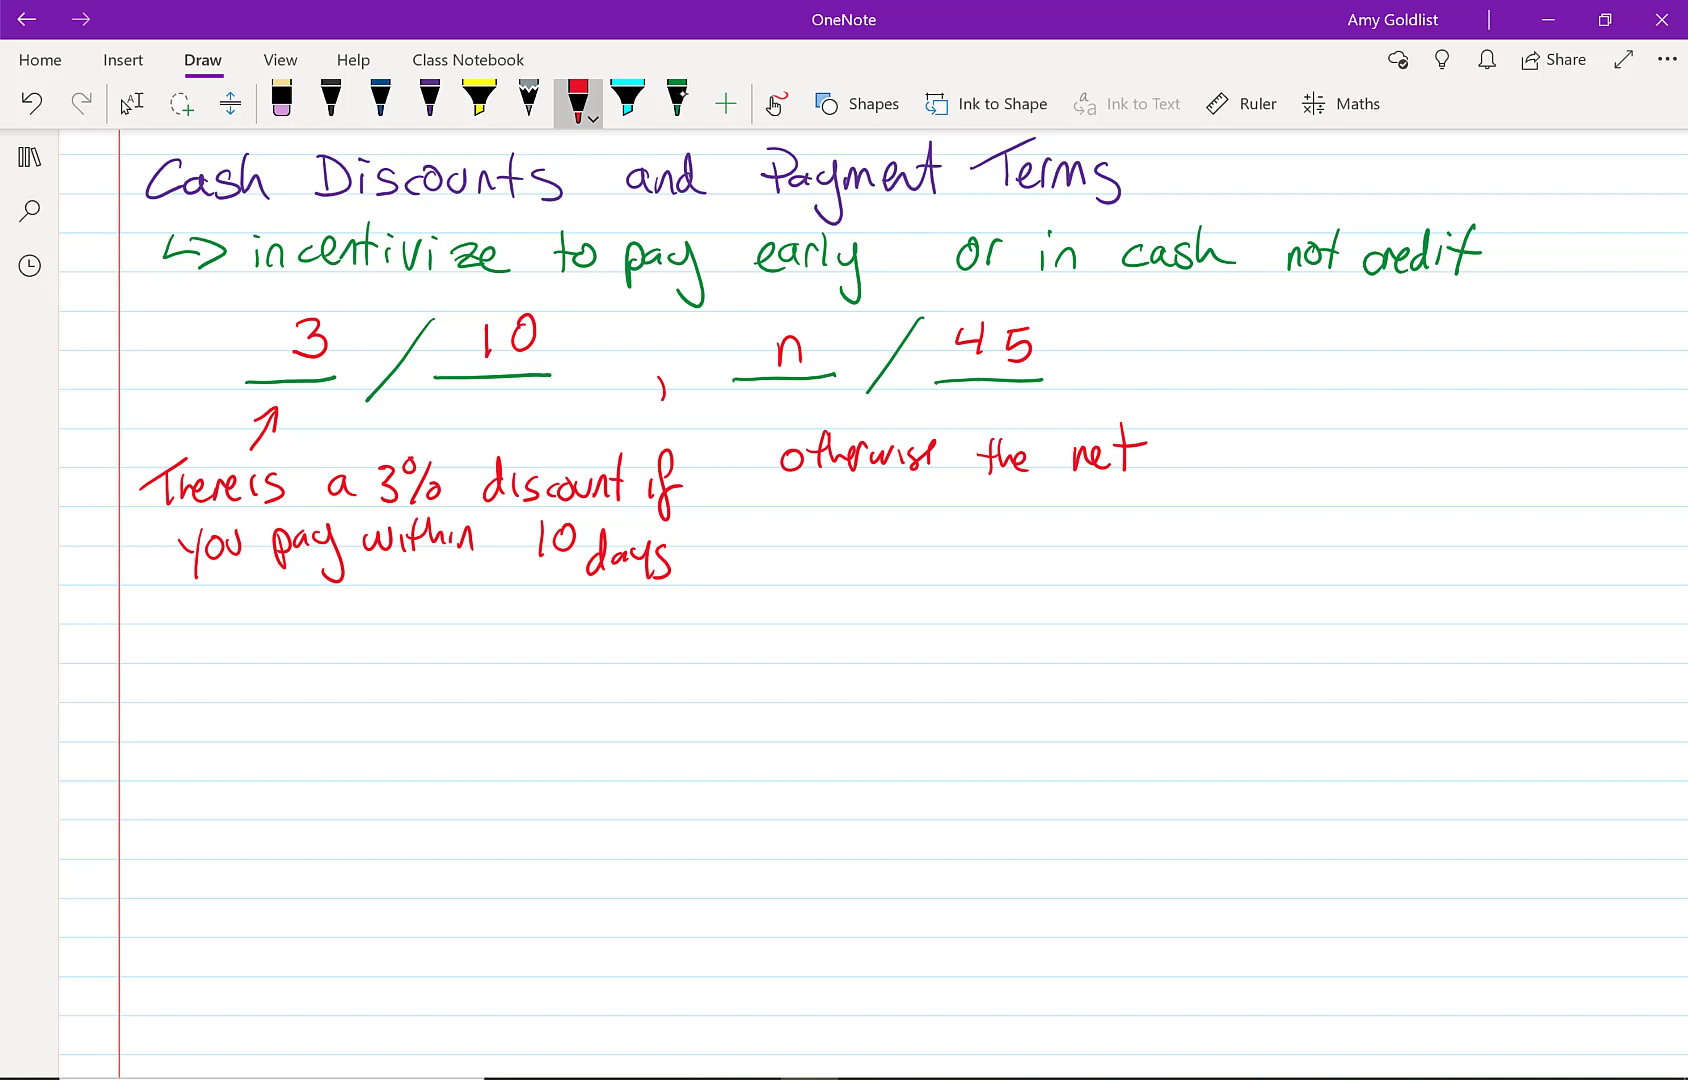 OneNote
Amy Goldlist
Home Insert Draw View Help Class Notebook
Share
Shapes Ink to Shape Ink to Text Ruler Maths
Cash Discounts and Payment Terms
↳ incentivize to pay early or in cash not credit
3 / 10 , n / 45
There is a 3% discount if
you pay within 10 days
otherwise the net